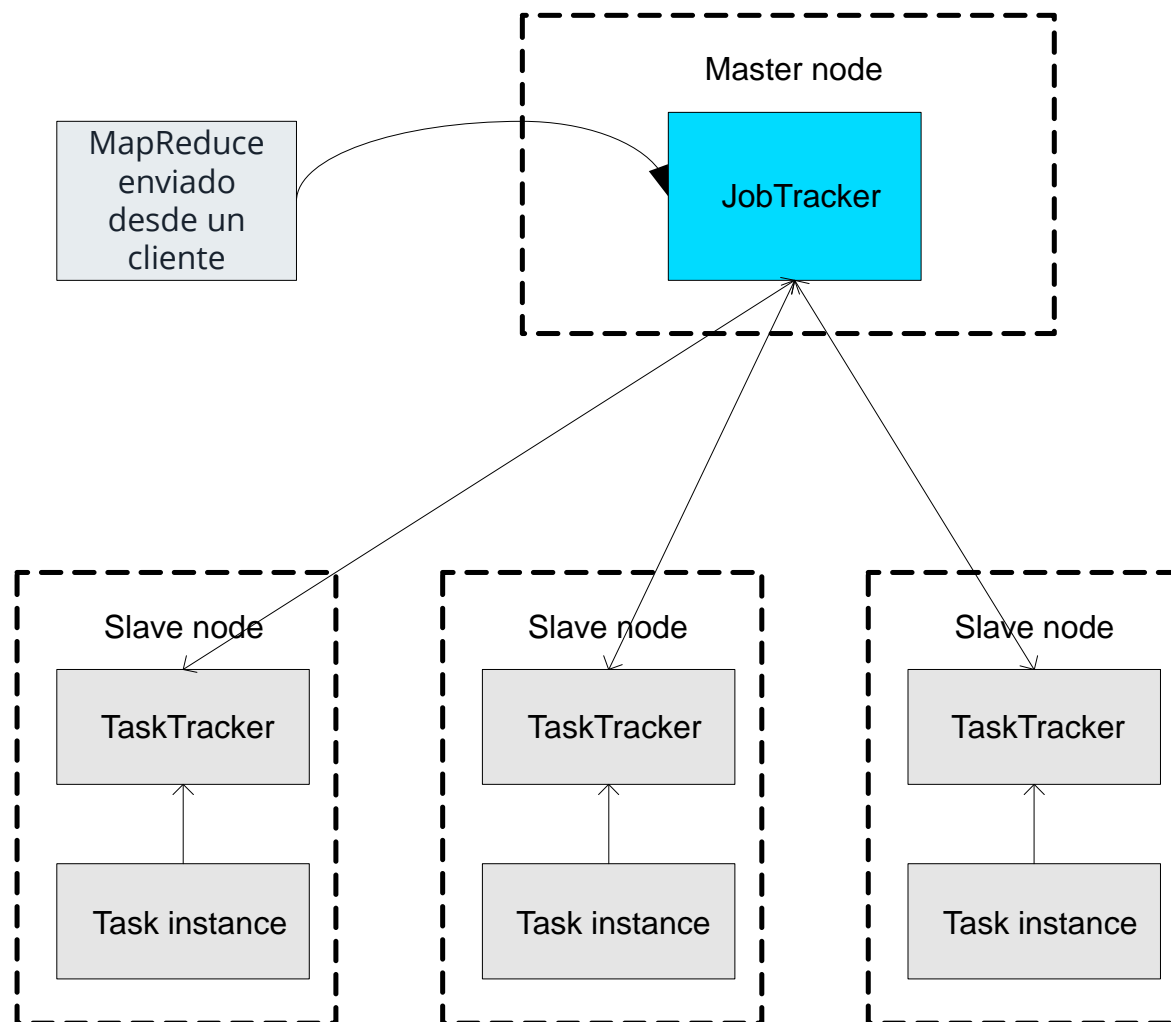 Master node
MapReduce
enviado
desde un
cliente
JobTracker
Slave node
Slave node
Slave node
TaskTracker
TaskTracker
TaskTracker
Task instance
Task instance
Task instance